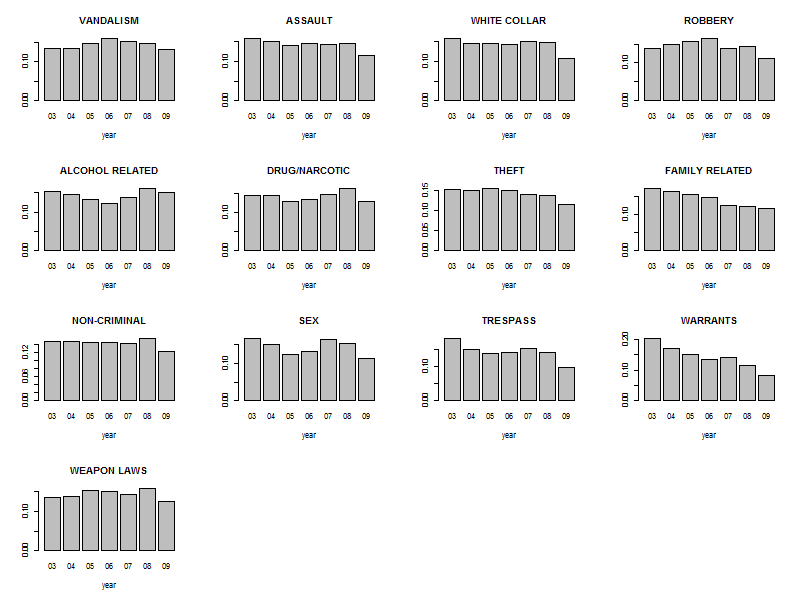 VANDALISM
0.00 0.10
03 04 05 06 07 08 09
year
ASSAULT
0.00 0.10
03 04 05 06 07 08 09
year
WHITE COLLAR
0.00 0.10
03 04 05 06 07 08 09
year
ROBBERY
0.00 0.10
03 04 05 06 07 08 09
year
ALCOHOL RELATED
0.00 0.10
03 04 05 06 07 08 09
year
DRUG/NARCOTIC
0.00 0.10
03 04 05 06 07 08 09
year
THEFT
0.00 0.05 0.10 0.15
03 04 05 06 07 08 09
year
FAMILY RELATED
0.00 0.10
03 04 05 06 07 08 09
year
NON-CRIMINAL
0.00 0.06 0.12
03 04 05 06 07 08 09
year
SEX
0.00 0.10
03 04 05 06 07 08 09
year
TRESPASS
0.00 0.10
03 04 05 06 07 08 09
year
WARRANTS
0.00 0.10 0.20
03 04 05 06 07 08 09
year
WEAPON LAWS
0.00 0.10
03 04 05 06 07 08 09
year